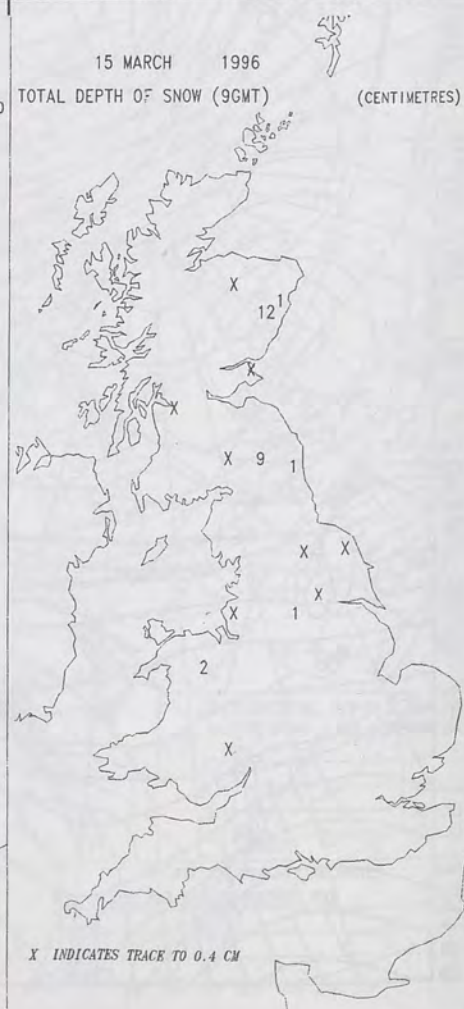 15 MARCH 1996
TOTAL DEPTH OF SNOW (9GMT) (CENTIMETRES)
X
1
12
X
X
X 9 1
X X
X
X 1
2
X
X INDICATES TRACE TO 0.4 CM